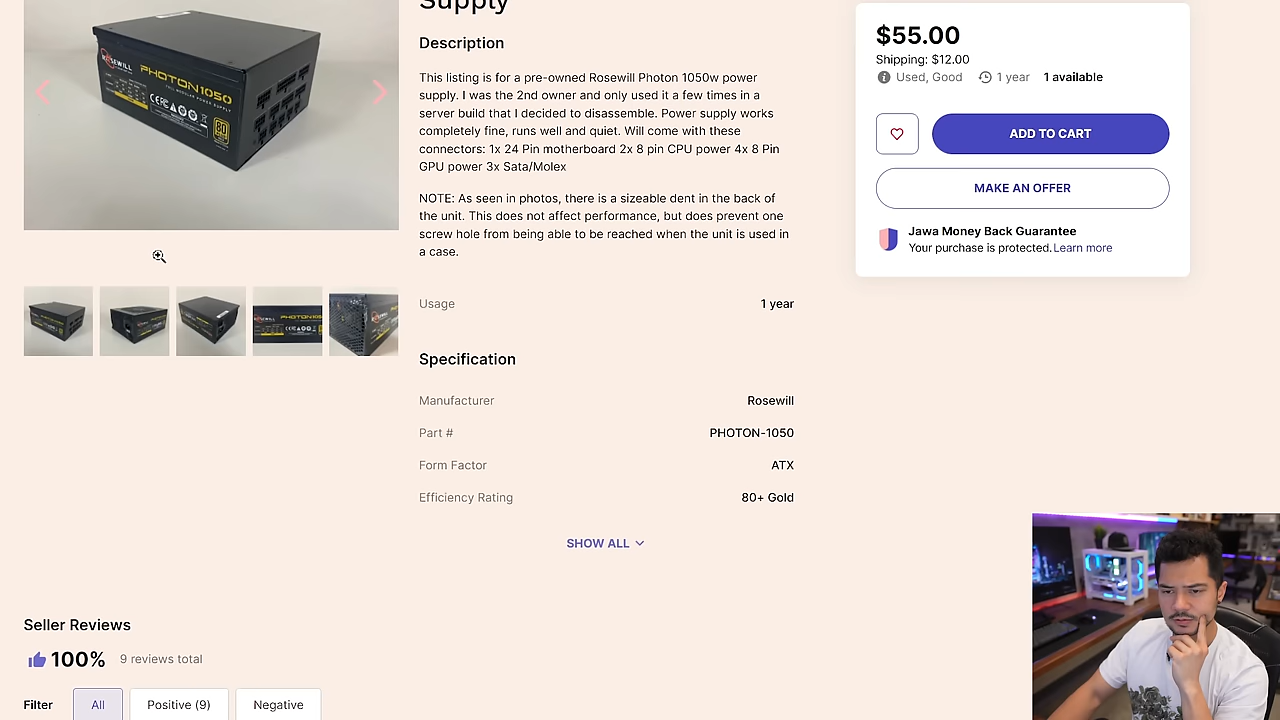 Supply
Description
This listing is for a pre-owned Rosewill Photon 1050w power
supply. I was the 2nd owner and only used it a few times in a
server build that I decided to disassemble. Power supply works
completely fine, runs well and quiet. Will come with these
connectors: 1x 24 Pin motherboard 2x 8 pin CPU power 4x 8 Pin
GPU power 3x Sata/Molex
NOTE: As seen in photos, there is a sizeable dent in the back of
the unit. This does not affect performance, but does prevent one
screw hole from being able to be reached when the unit is used in
a case.
Usage
1 year
Specification
Manufacturer
Rosewill
Part #
PHOTON-1050
Form Factor
ATX
Efficiency Rating
80+ Gold
SHOW ALL
$55.00
Shipping: $12.00
Used, Good
1 year
1 available
ADD TO CART
MAKE AN OFFER
Jawa Money Back Guarantee
Your purchase is protected. Learn more
ROSEWILL
PHOTON1050
FULL MODULAR POWER SUPPLY
80
Seller Reviews
100%
9 reviews total
Filter
All
Positive (9)
Negative